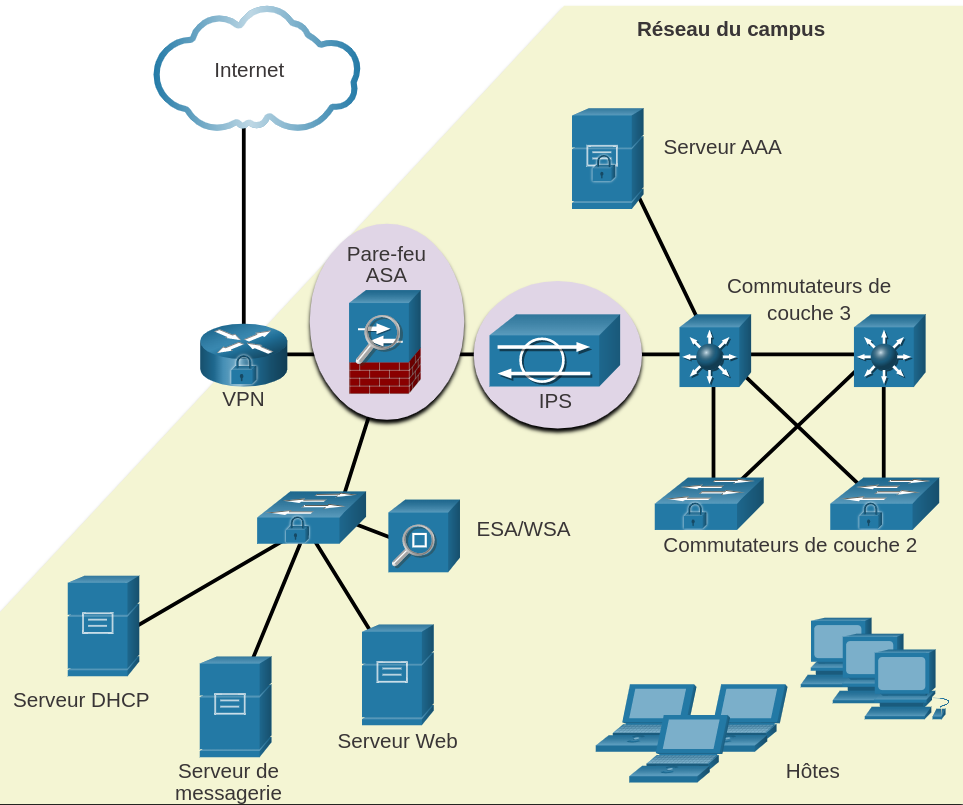 Réseau du campus
Internet
Serveur AAA
Pare-feu
ASA
Commutateurs de
couche 3
VPN
IPS
ESA/WSA
Commutateurs de couche 2
Serveur DHCP
Serveur Web
Serveur de
messagerie
Hôtes